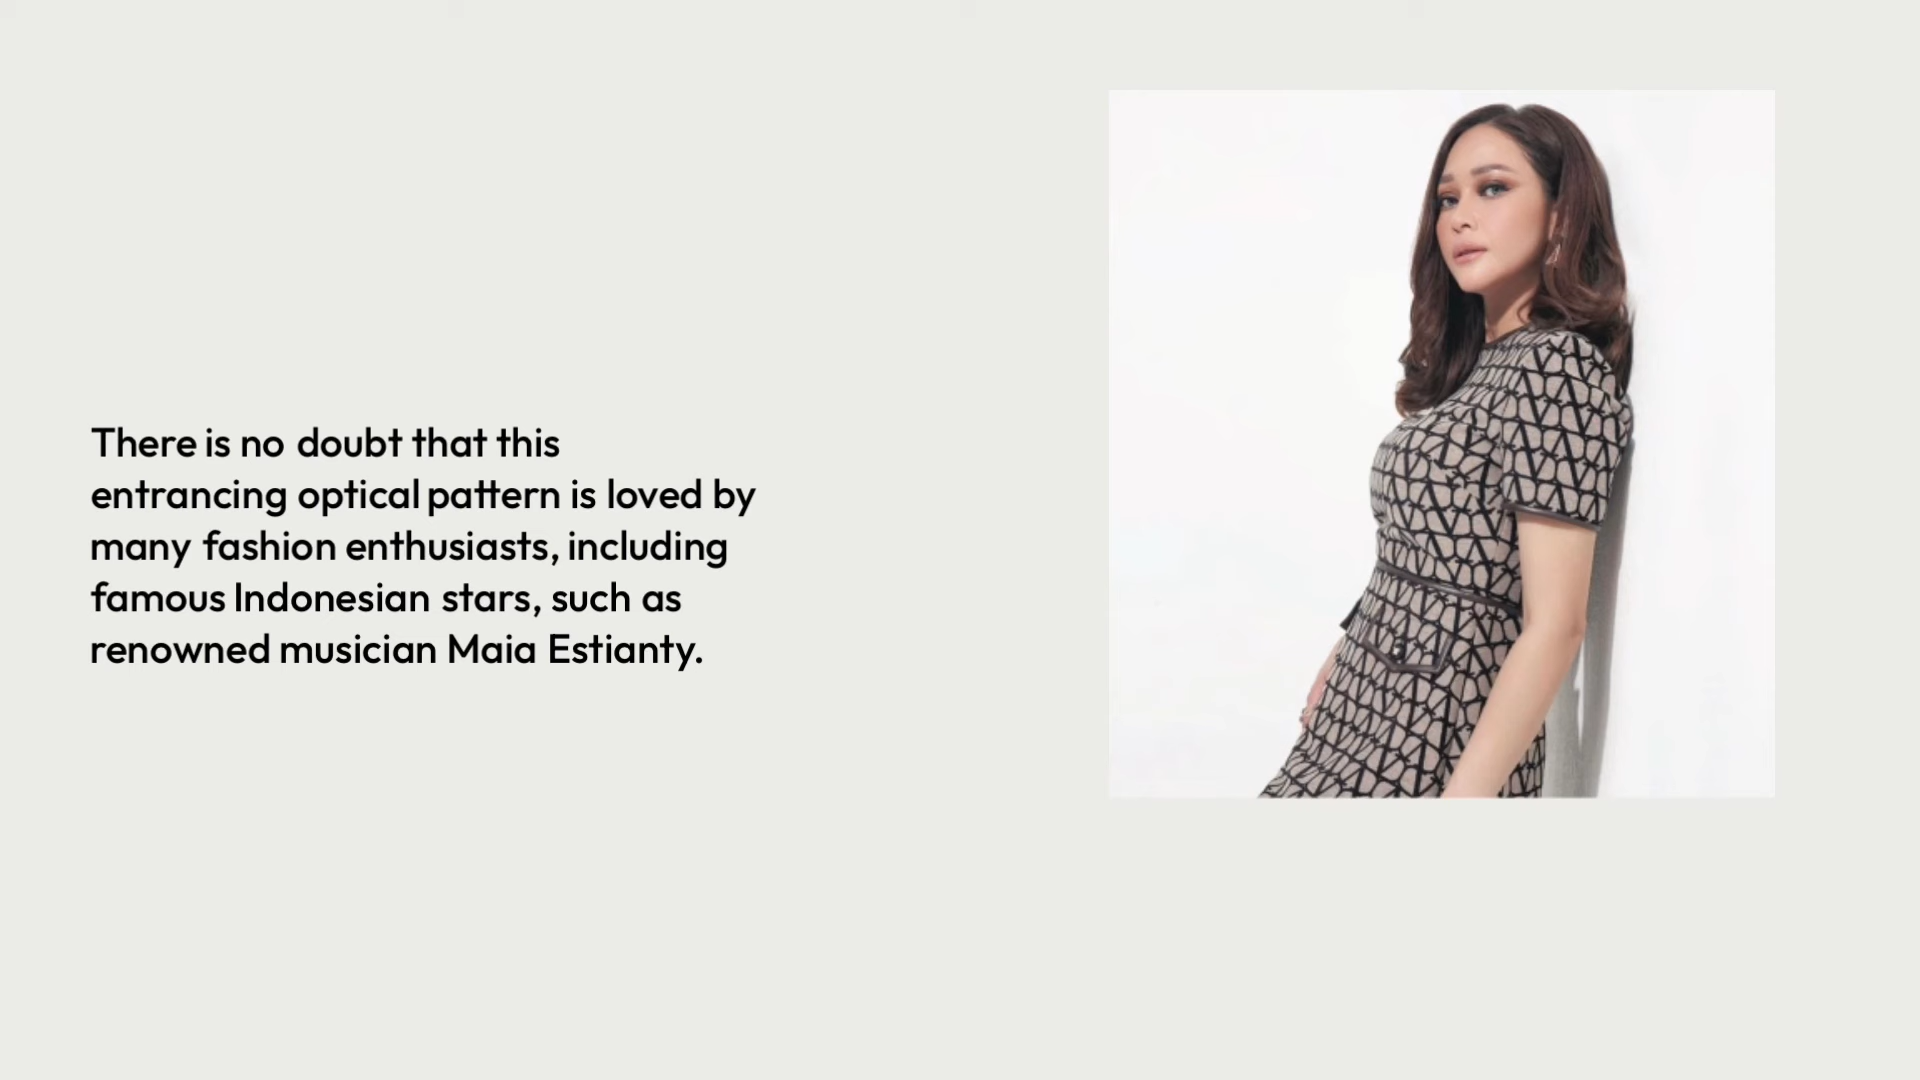 There is no doubt that this
entrancing optical pattern is loved by
many fashion enthusiasts, including
famous Indonesian stars, such as
renowned musician Maia Estianty.